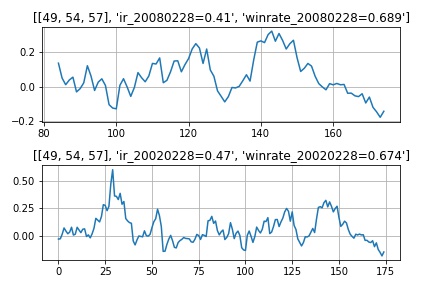 [[49, 54, 57], 'ir_20080228=0.41', 'winrate_20080228=0.689']
0.2
0.0
−0.2
80 100 120 140 160
[[49, 54, 57], 'ir_20020228=0.47', 'winrate_20020228=0.674']
0.50
0.25
0.00
0 25 50 75 100 125 150 175